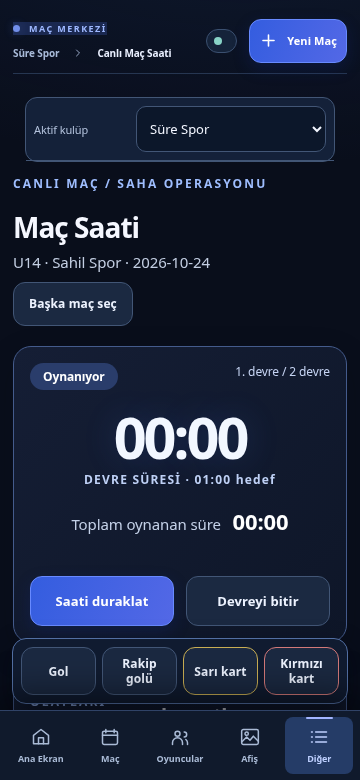 MAÇ MERKEZİ
Süre Spor > Canlı Maç Saati
+ Yeni Maç
Aktif kulüp
Süre Spor
CANLI MAÇ / SAHA OPERASYONU
Maç Saati
U14 · Sahil Spor · 2026-10-24
Başka maç seç
Oynanıyor
1. devre / 2 devre
00:00
DEVRE SÜRESİ · 01:00 hedef
Toplam oynanan süre 00:00
Saati duraklat
Devreyi bitir
Gol
Rakip
golü
Sarı kart
Kırmızı
kart
Ana Ekran
Maç
Oyuncular
Afiş
Diğer